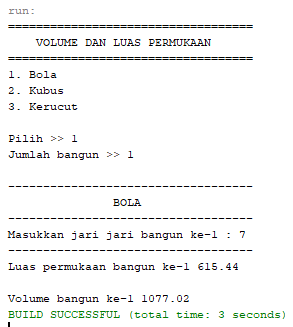 run:
===================================
VOLUME DAN LUAS PERMUKAAN
===================================
1. Bola
2. Kubus
3. Kerucut
Pilih >> 1
Jumlah bangun >> 1
-----------------------------------
BOLA
-----------------------------------
Masukkan jari jari bangun ke-1 : 7
-----------------------------------
Luas permukaan bangun ke-1 615.44
Volume bangun ke-1 1077.02
BUILD SUCCESSFUL (total time: 3 seconds)